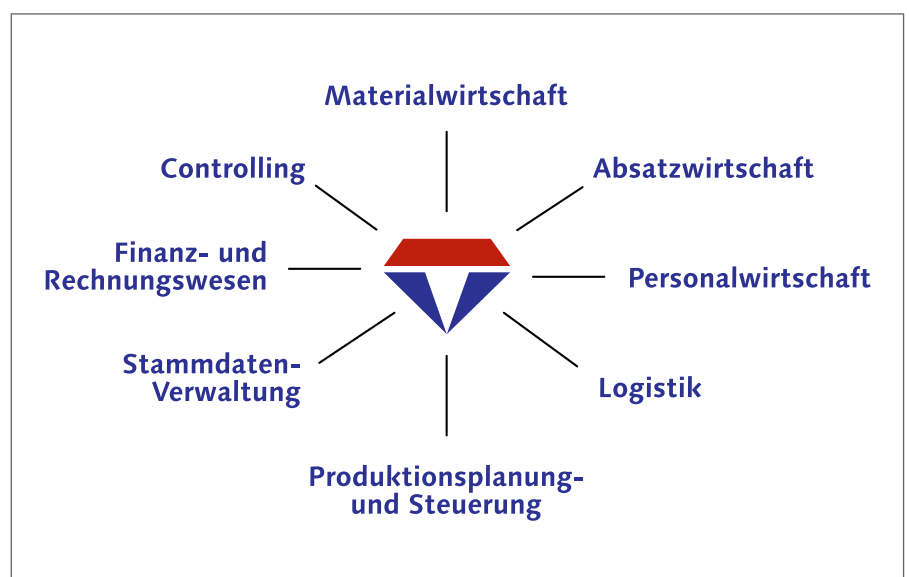 Materialwirtschaft
Controlling
Absatzwirtschaft
Finanz- und
Rechnungswesen
Personalwirtschaft
Stammdaten-
Verwaltung
Logistik
Produktionsplanung-
und Steuerung